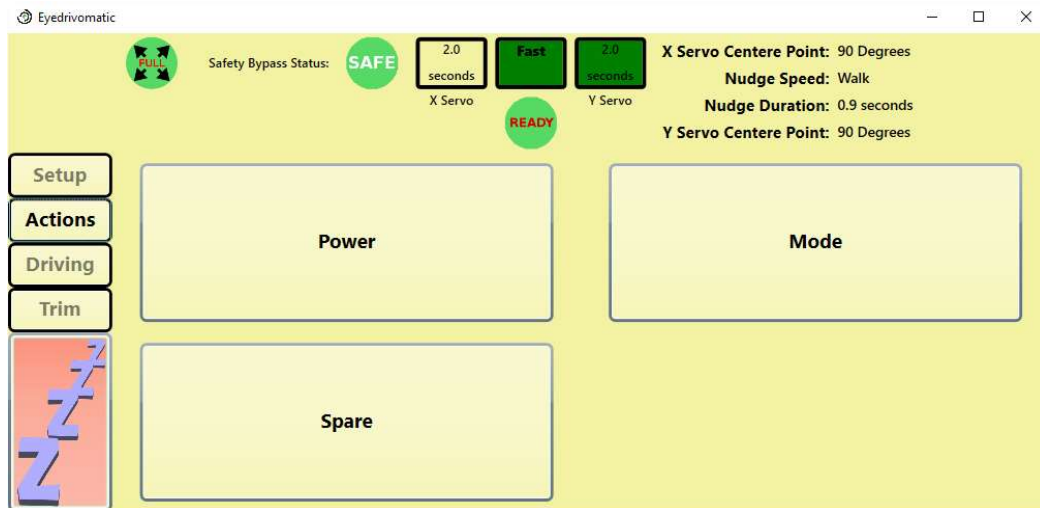 Eyedrivomatic
FULL
Safety Bypass Status:
SAFE
2.0
seconds
X Servo
Fast
READY
2.0
seconds
Y Servo
X Servo Centere Point: 90 Degrees
Nudge Speed: Walk
Nudge Duration: 0.9 seconds
Y Servo Centere Point: 90 Degrees
Setup
Actions
Driving
Trim
Z
Z
Z
Z
Power
Mode
Spare